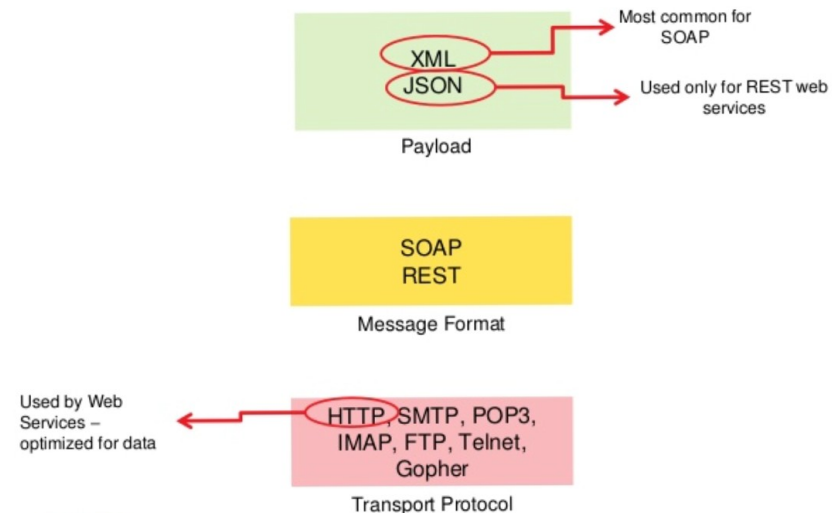 Most common for
SOAP
XML
JSON
Used only for REST web
services
Payload
SOAP
REST
Message Format
Used by Web
Services –
optimized for data
HTTP, SMTP, POP3,
IMAP, FTP, Telnet,
Gopher
Transport Protocol